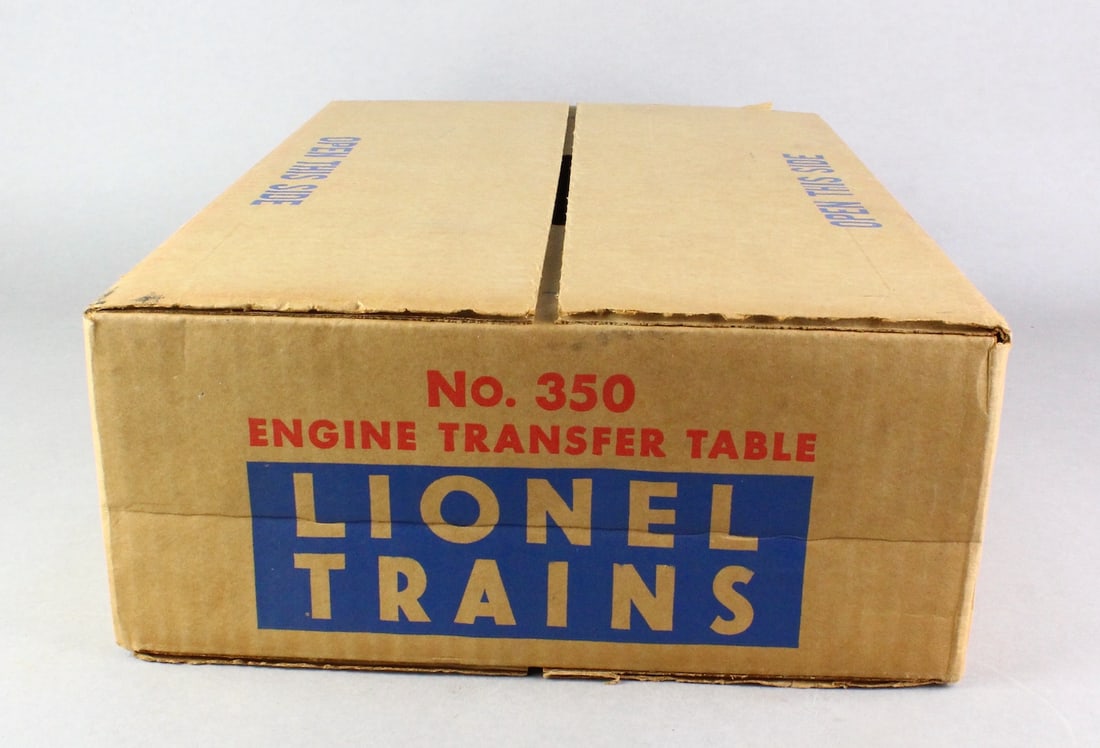 OPEN THIS SIDE
OPEN THIS SIDE
No. 350
ENGINE TRANSFER TABLE
LIONEL
TRAINS